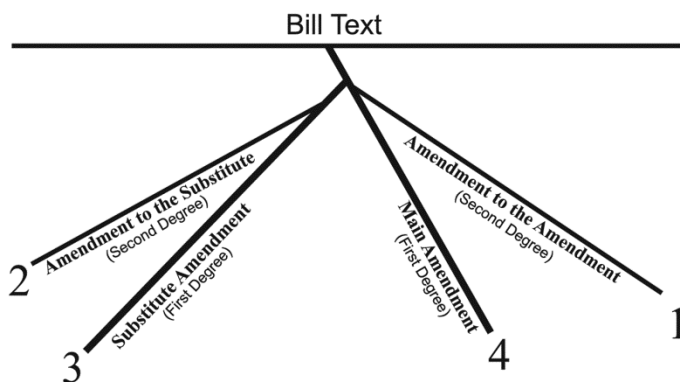 Bill Text
Amendment to the Substitute
(Second Degree)
2
Substitute Amendment
(First Degree)
3
Main Amendment
(First Degree)
4
Amendment to the Amendment
(Second Degree)
1